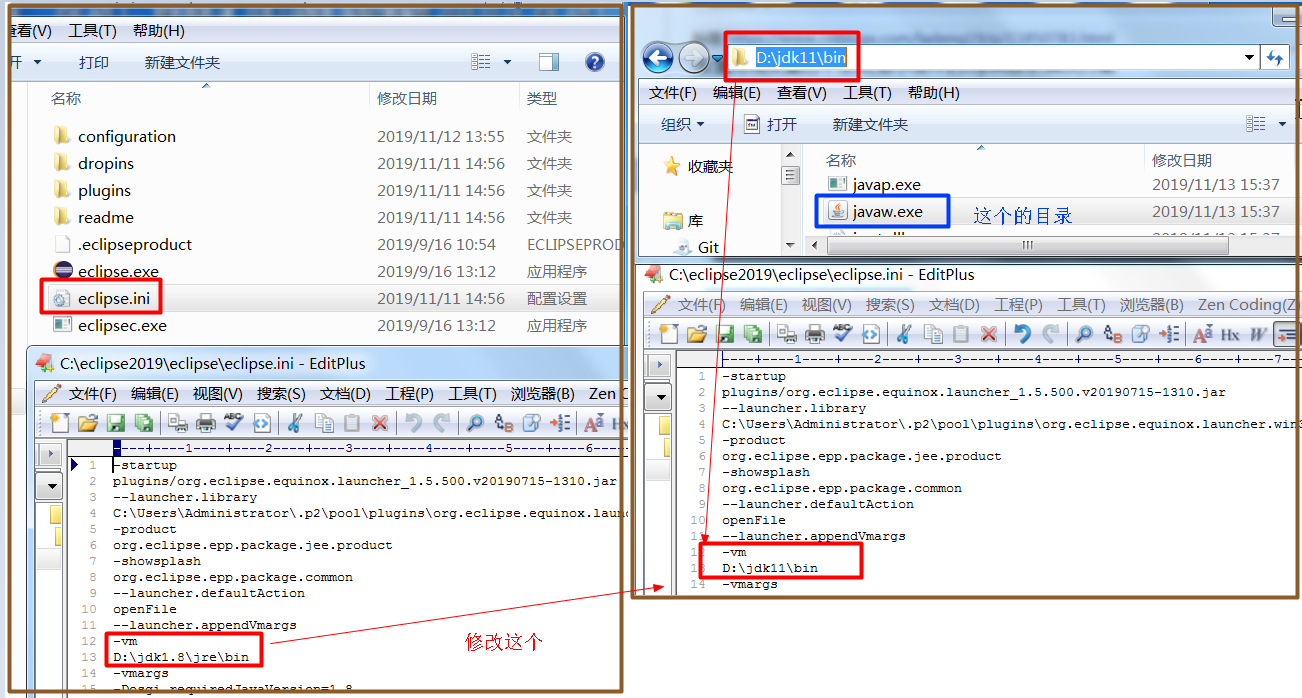 查看(V) 工具(T) 帮助(H)
开 打印 新建文件夹
名称 修改日期 类型
configuration 2019/11/12 13:55 文件夹
dropins 2019/11/11 14:56 文件夹
plugins 2019/11/11 14:56 文件夹
readme 2019/11/11 14:56 文件夹
.eclipseproduct 2019/9/16 10:54 ECLIPSEPROD
eclipse.exe 2019/9/16 13:12 应用程序
eclipse.ini 2019/11/11 14:56 配置设置
eclipsec.exe 2019/9/16 13:12 应用程序
C:\eclipse2019\eclipse\eclipse.ini - EditPlus
文件(F) 编辑(E) 视图(V) 搜索(S) 文档(D) 工程(P) 工具(T) 浏览器(B) Zen
----+----1----+----2----+----3----+----4----+----5----+----6----
1 -startup
2 plugins/org.eclipse.equinox.launcher_1.5.500.v20190715-1310.jar
3 --launcher.library
4 C:\Users\Administrator\.p2\pool\plugins\org.eclipse.equinox.laun
5 -product
6 org.eclipse.epp.package.jee.product
7 -showsplash
8 org.eclipse.epp.package.common
9 --launcher.defaultAction
10 openFile
11 --launcher.appendVmargs
12 -vm
13 D:\jdk1.8\jre\bin
14 -vmargs
15 -Dosgi.requiredJavaVersion=1.8
修改这个
D:\jdk11\bin
文件(F) 编辑(E) 查看(V) 工具(T) 帮助(H)
组织 打开 新建文件夹
收藏夹
库
Git
名称 修改日期
javap.exe 2019/11/13 15:37
javaw.exe 2019/11/13 15:37
这个的目录
C:\eclipse2019\eclipse\eclipse.ini - EditPlus
文件(F) 编辑(E) 视图(V) 搜索(S) 文档(D) 工程(P) 工具(T) 浏览器(B) Zen Coding(Z)
----+----1----+----2----+----3----+----4----+----5----+----6----+----7--
1 -startup
2 plugins/org.eclipse.equinox.launcher_1.5.500.v20190715-1310.jar
3 --launcher.library
4 C:\Users\Administrator\.p2\pool\plugins\org.eclipse.equinox.launcher.win3
5 -product
6 org.eclipse.epp.package.jee.product
7 -showsplash
8 org.eclipse.epp.package.common
9 --launcher.defaultAction
10 openFile
11 --launcher.appendVmargs
12 -vm
13 D:\jdk11\bin
14 -vmargs